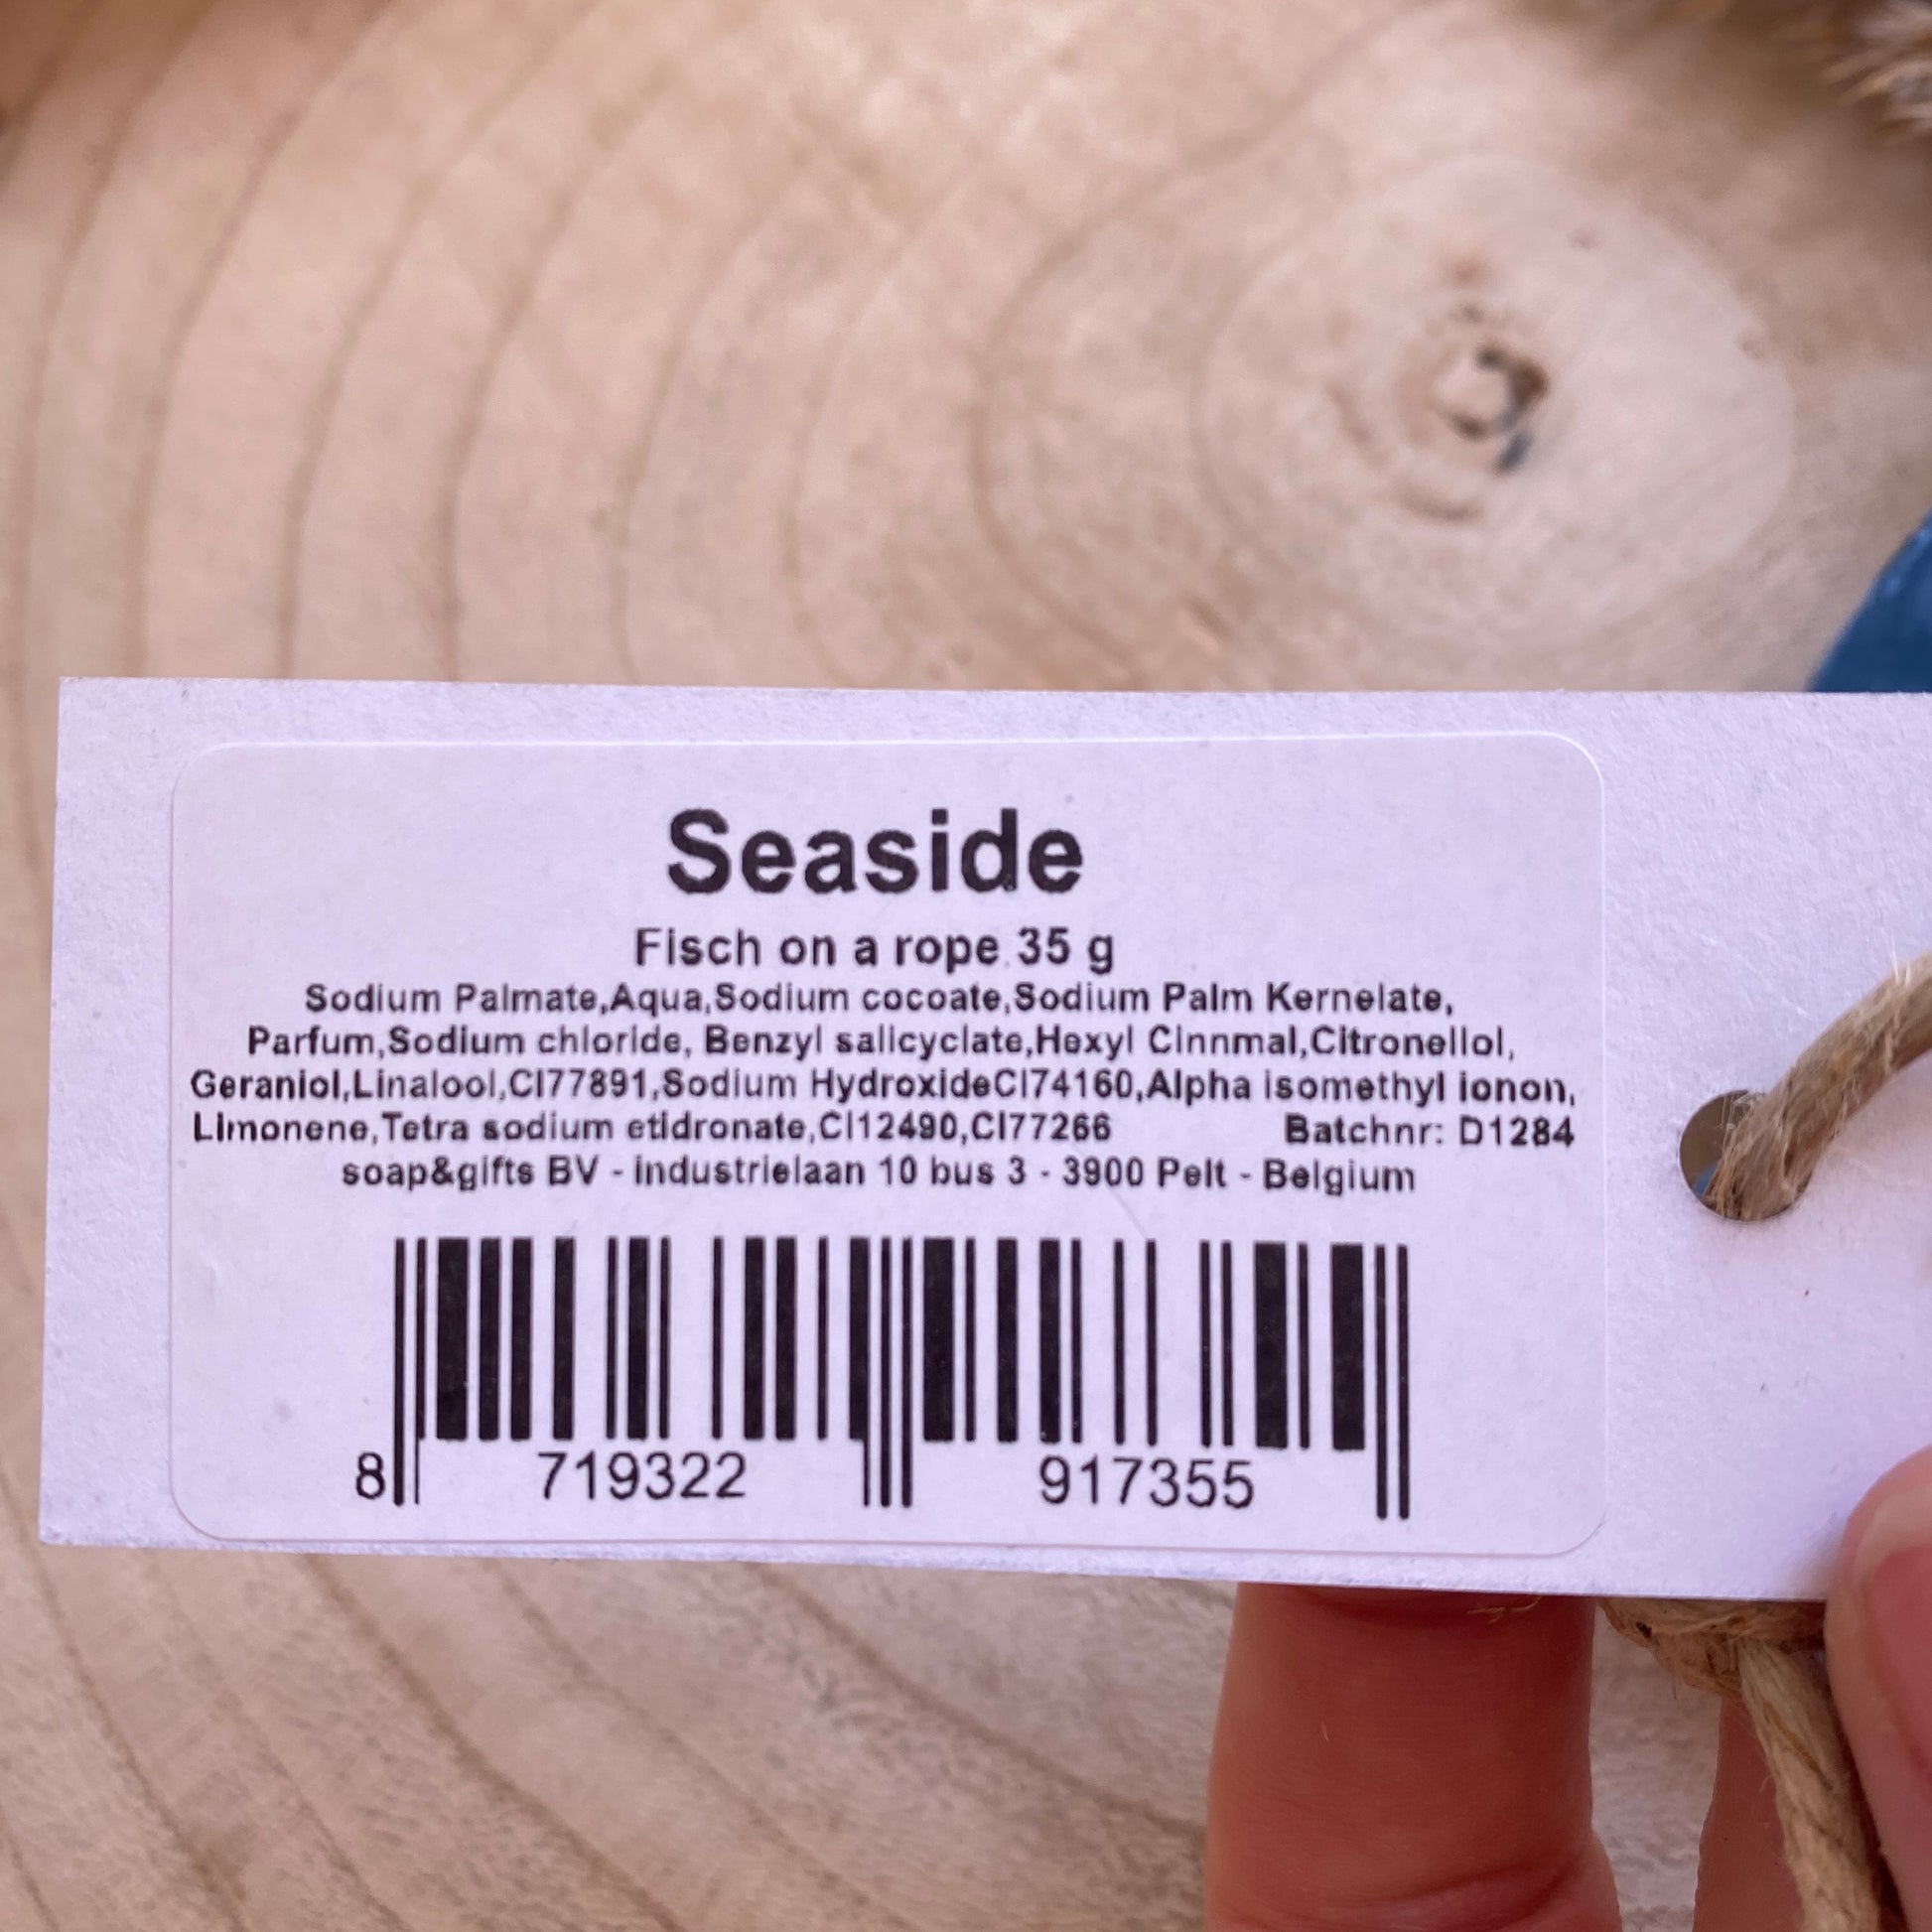 Seaside
Fisch on a rope 35 g
Sodium Palmate,Aqua,Sodium cocoate,Sodium Palm Kernelate,
Parfum,Sodium chloride, Benzyl salicyclate,Hexyl Cinnmal,Citronellol,
Geraniol,Linalool,CI77891,Sodium HydroxideCI74160,Alpha isomethyl ionon,
Limonene,Tetra sodium etidronate,CI12490,CI77266 Batchnr: D1284
soap&gifts BV - industrielaan 10 bus 3 - 3900 Pelt - Belgium
8 719322 917355